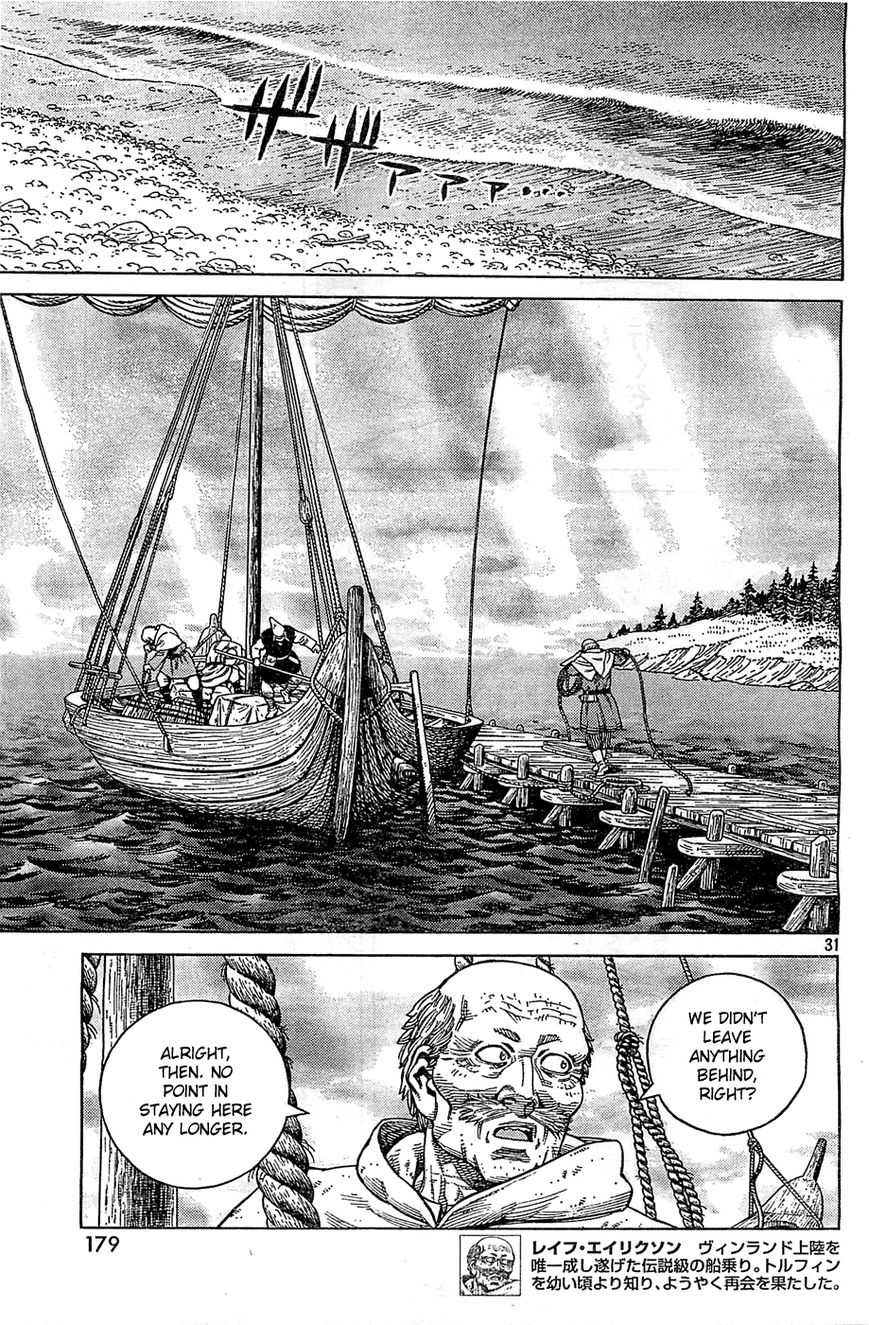 ザザアアア・・・・・
31
WE DIDN'T
LEAVE
ANYTHING
BEHIND,
RIGHT?
ALRIGHT,
THEN. NO
POINT IN
STAYING HERE
ANY LONGER.
179
レイフ・エイリクソン ヴィンランド上陸を
唯一成し遂げた伝説級の船乗り。トルフィン
を幼い頃より知り、ようやく再会を果たした。